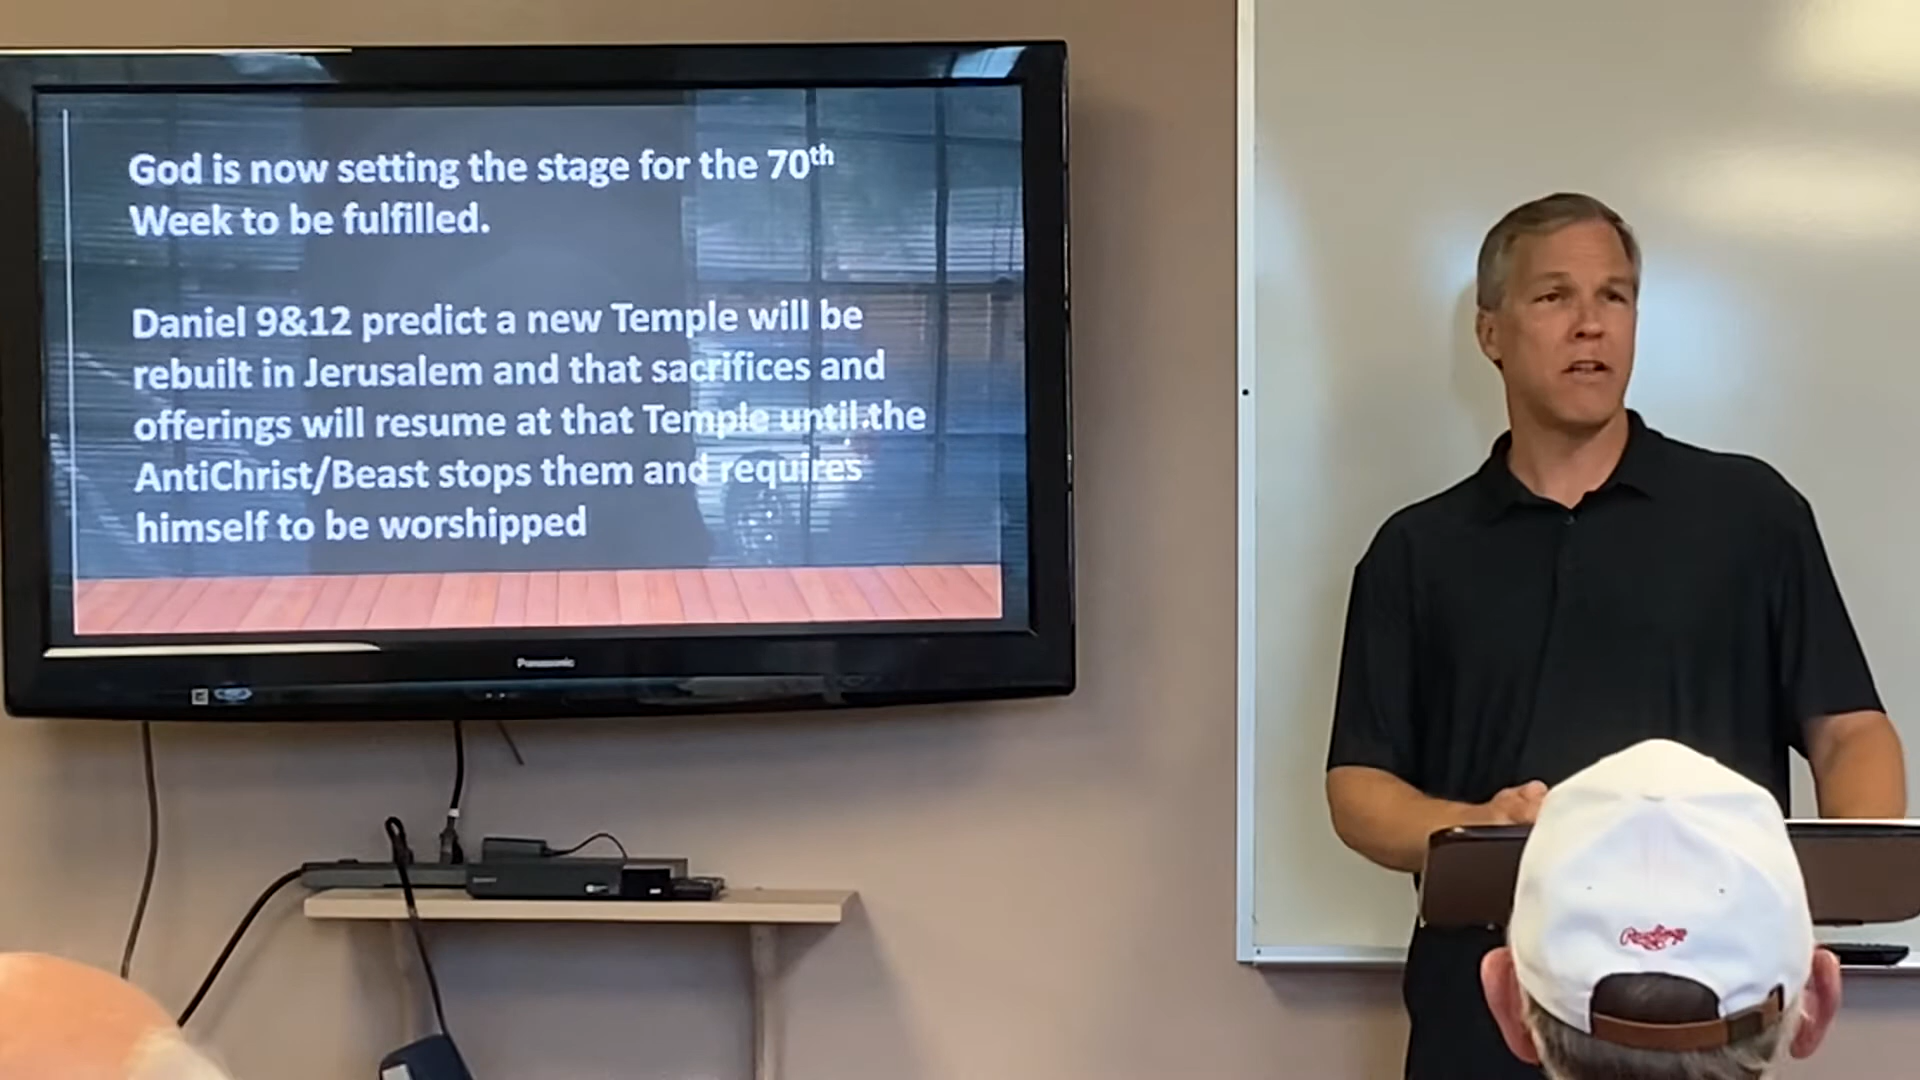 God is now setting the stage for the 70th
Week to be fulfilled.
Daniel 9&12 predict a new Temple will be
rebuilt in Jerusalem and that sacrifices and
offerings will resume at that Temple until the
AntiChrist/Beast stops them and requires
himself to be worshipped
Panasonic
Rawlings